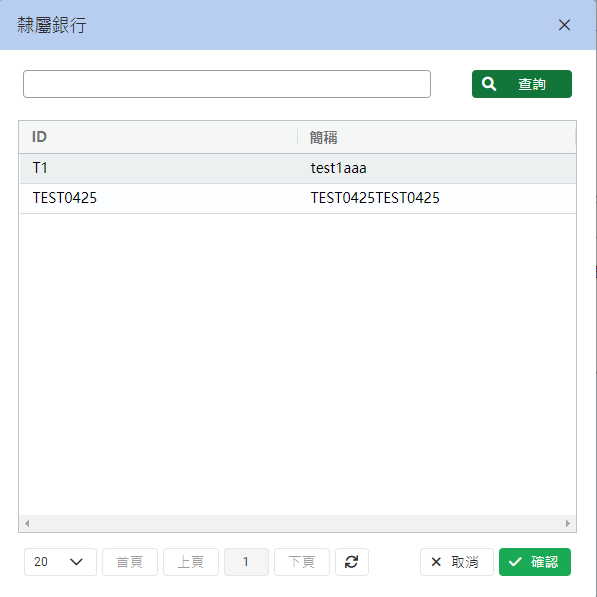 隸屬銀行
查詢
ID 簡稱
T1 test1aaa
TEST0425 TEST0425TEST0425
20 首頁 上頁 1 下頁 取消 確認